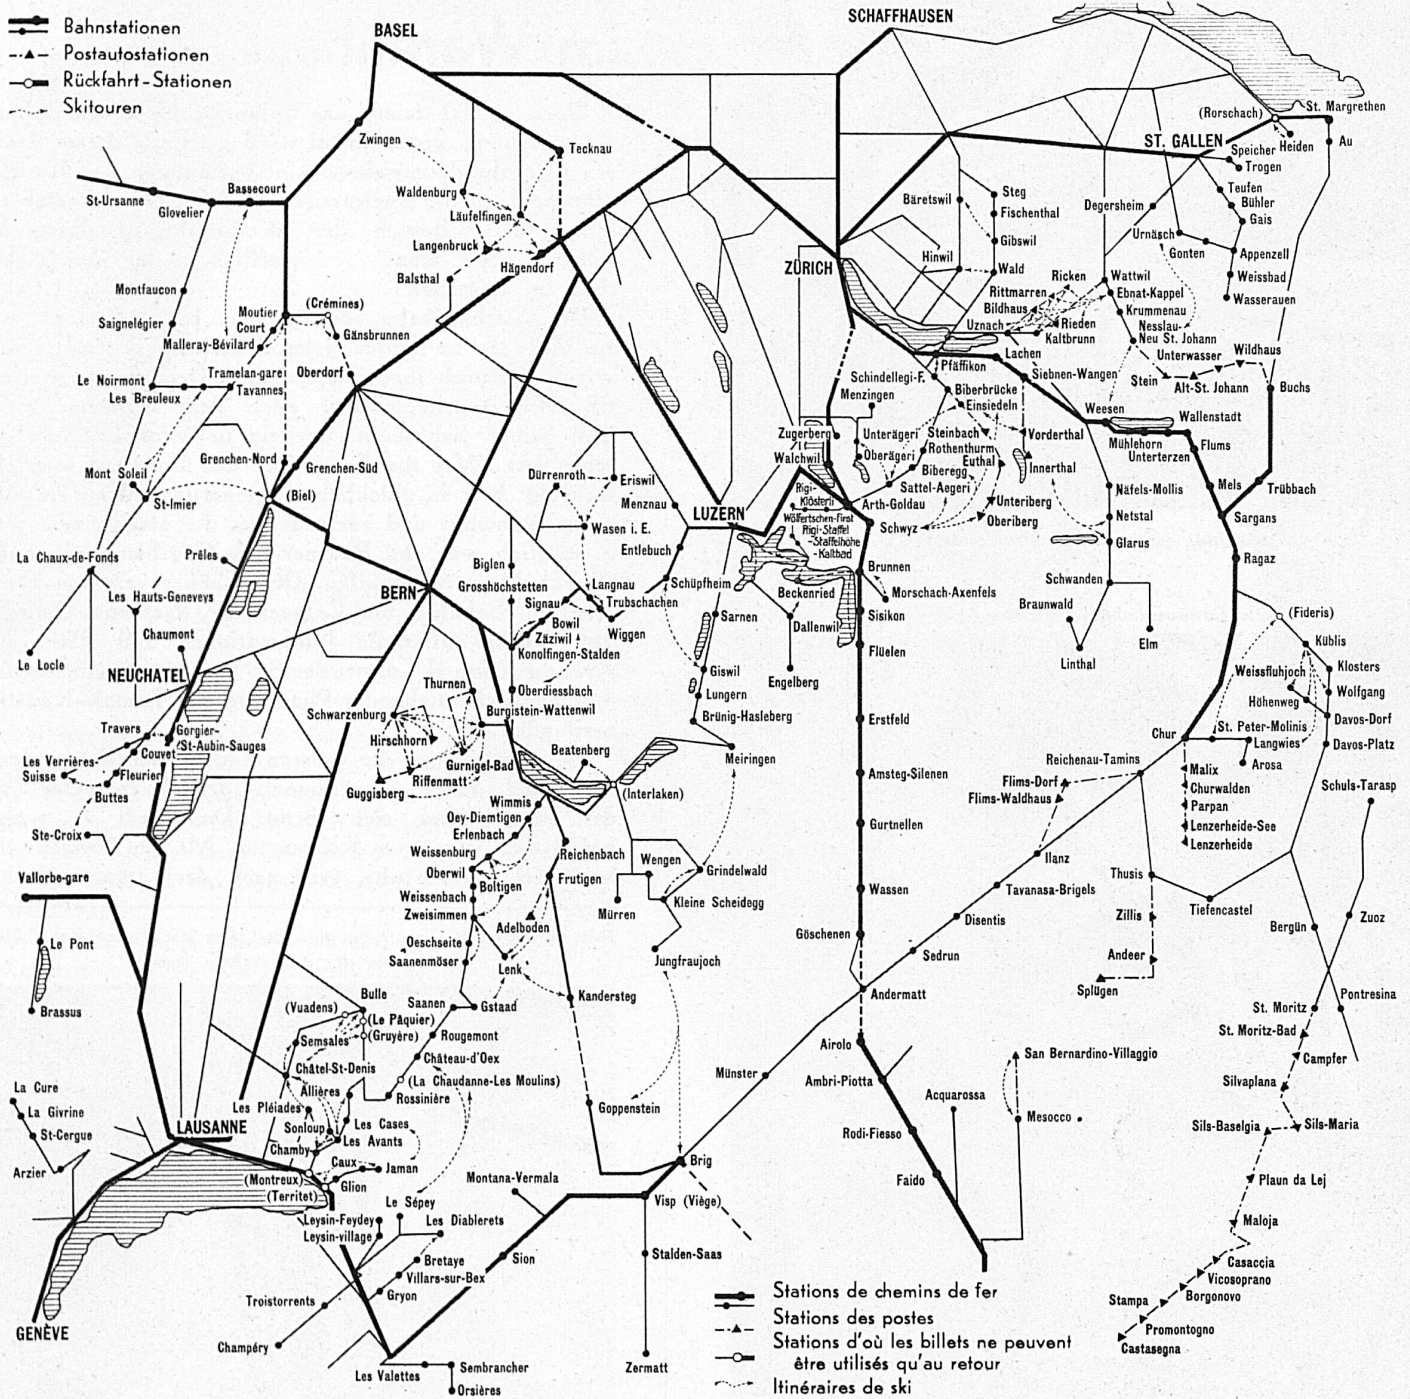 Bahnstationen
Postautostationen
Rückfahrt-Stationen
Skitouren
BASEL
SCHAFFHAUSEN
Zwingen
Tecknau
Waldenburg
Läufelfingen
Langenbruck
Hägendorf
Balsthal
St-Ursanne
Glovelier
Bassecourt
Montfaucon
Saignelégier
Moutier
(Crémines)
Court
Malleray-Bévilard
Gänsbrunnen
Tramelan-gare
Oberdorf
Le Noirmont
Les Breuleux
Tavannes
Grenchen-Nord
Grenchen-Süd
Mont Soleil
St-Imier
(Biel)
La Chaux-de-Fonds
Prêles
Les Hauts-Geneveys
Chaumont
Le Locle
NEUCHATEL
Travers
Gorgier-
St-Aubin-Sauges
Couvet
Les Verrières-
Suisse
Fleurier
Buttes
Ste-Croix
Vallorbe-gare
Le Pont
Brassus
La Cure
La Givrine
St-Cergue
Arzier
GENÈVE
LAUSANNE
(Rorschach)
St. Margrethen
ST. GALLEN
Speicher
Heiden
Au
Trogen
Teufen
Bühler
Gais
Appenzell
Weissbad
Wasserauen
Degersheim
Urnäsch
Gonten
Steg
Bäretswil
Fischenthal
Gibswil
Hinwil
Wald
ZÜRICH
Ricken
Wattwil
Rittmarren
Ebnat-Kappel
Bildhaus
Krummenau
Uznach
Rieden
Kaltbrunn
Nesslau-
Neu St. Johann
Unterwasser
Wildhaus
Stein
Alt-St. Johann
Buchs
Lachen
Pfäffikon
Siebnen-Wangen
Schindellegi-F.
Menzingen
Biberbrücke
Einsiedeln
Weesen
Wallenstadt
Zugerberg
Unterägeri
Steinbach
Vorderthal
Mühlehorn
Unterterzen
Flums
Walchwil
Oberägeri
Rothenthurm
Euthal
Innerthal
Biberegg
Sattel-Aegeri
Näfels-Mollis
Mels
Trübbach
Rigi-
Klösterli
Arth-Goldau
Unteriberg
Oberiberg
Netstal
Sargans
Wölfertschen-First
Rigi-Staffel
-Staffelhöhe
-Kaltbad
Schwyz
Glarus
Ragaz
LUZERN
Dürrenroth
Eriswil
Menznau
Wasen i. E.
Entlebuch
Brunnen
Schwanden
Beckenried
Morschach-Axenfels
Braunwald
Biglen
Langnau
Schüpfheim
Grosshöchstetten
Signau
Trubschachen
BERN
Sarnen
Dallenwil
Sisikon
Elm
Linthal
Bowil
Zäziwil
Wiggen
Konolfingen-Stalden
Flüelen
(Fideris)
Küblis
Giswil
Engelberg
Weissfluhjoch
Klosters
Thurnen
Oberdiessbach
Lungern
Höhenweg
Wolfgang
Schwarzenburg
Burgistein-Wattenwil
Brünig-Hasleberg
Erstfeld
St. Peter-Molinis
Davos-Dorf
Chur
Langwies
Davos-Platz
Hirschhorn
Beatenberg
Meiringen
Reichenau-Tamins
Arosa
Gurnigel-Bad
Riffenmatt
Guggisberg
(Interlaken)
Amsteg-Silenen
Flims-Dorf
Flims-Waldhaus
Malix
Churwalden
Parpan
Lenzerheide-See
Lenzerheide
Schuls-Tarasp
Wimmis
Oey-Diemtigen
Erlenbach
Gurtnellen
Weissenburg
Reichenbach
Wengen
Grindelwald
Ilanz
Oberwil
Frutigen
Thusis
Boltigen
Weissenbach
Mürren
Kleine Scheidegg
Wassen
Tavanasa-Brigels
Tiefencastel
Zweisimmen
Adelboden
Disentis
Zillis
Bergün
Zuoz
Oeschseite
Saanenmöser
Göschenen
Sedrun
Andeer
Lenk
Jungfraujoch
Splügen
Bulle
(Vuadens)
(Le Pâquier)
(Gruyère)
Saanen
Gstaad
Kandersteg
Andermatt
St. Moritz
Pontresina
Semsales
Rougemont
Airolo
St. Moritz-Bad
Châtel-St-Denis
Château-d'Oex
San Bernardino-Villaggio
Campfer
Allières
(La Chaudanne-Les Moulins)
Rossinière
Münster
Ambri-Piotta
Silvaplana
Les Pléiades
Goppenstein
Acquarossa
Les Cases
Sonloup
Les Avants
Rodi-Fiesso
Mesocco
Sils-Baselgia
Sils-Maria
Chamby
Caux
Jaman
Brig
Faido
(Montreux)
Glion
(Territet)
Montana-Vermala
Visp (Viège)
Plaun da Lej
Le Sépey
Leysin-Feydey
Leysin-village
Les Diablerets
Maloja
Bretaye
Sion
Stalden-Saas
Casaccia
Villars-sur-Bex
Gryon
Vicosoprano
Borgonovo
Troistorrents
Stampa
Promontogno
Castasegna
Champéry
Les Valettes
Sembrancher
Orsières
Zermatt
Stations de chemins de fer
Stations des postes
Stations d'où les billets ne peuvent
être utilisés qu'au retour
Itinéraires de ski